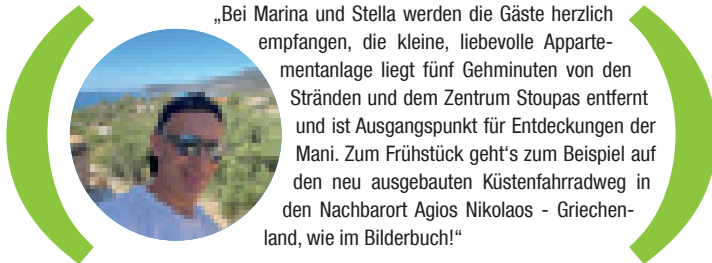 „Bei Marina und Stella werden die Gäste herzlich
empfangen, die kleine, liebevolle Apparte-
mentanlage liegt fünf Gehminuten von den
Stränden und dem Zentrum Stoupas entfernt
und ist Ausgangspunkt für Entdeckungen der
Mani. Zum Frühstück geht's zum Beispiel auf
den neu ausgebauten Küstenfahrradweg in
den Nachbarort Agios Nikolaos - Griechen-
land, wie im Bilderbuch!“